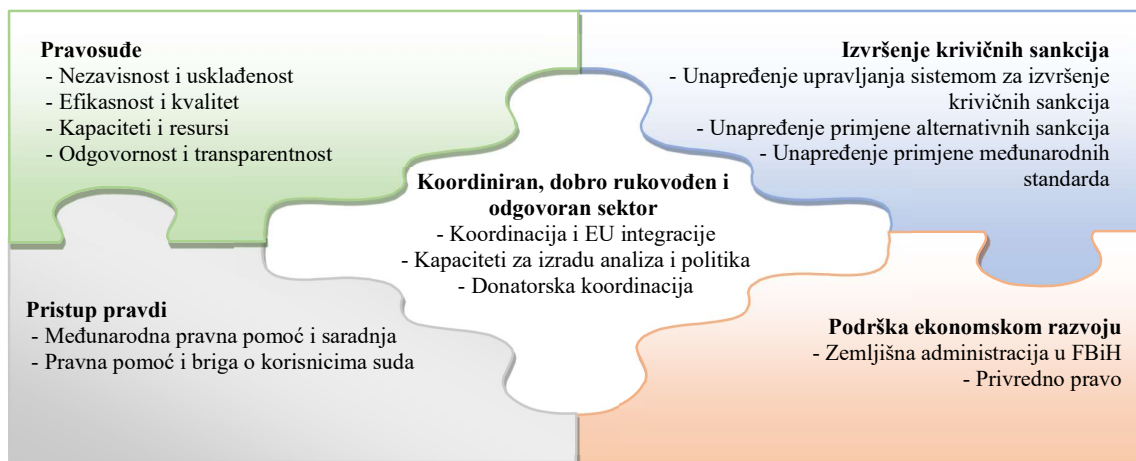 Pravosuđe
- Nezavisnost i usklađenost
- Efikasnost i kvalitet
- Kapaciteti i resursi
- Odgovornost i transparentnost
Izvršenje krivičnih sankcija
- Unapređenje upravljanja sistemom za izvršenje
krivičnih sankcija
- Unapređenje primjene alternativnih sankcija
- Unapređenje primjene međunarodnih
standarda
Koordiniran, dobro rukovođen i
odgovoran sektor
- Koordinacija i EU integracije
- Kapaciteti za izradu analiza i politika
- Donatorska koordinacija
Pristup pravdi
- Međunarodna pravna pomoć i saradnja
- Pravna pomoć i briga o korisnicima suda
Podrška ekonomskom razvoju
- Zemljišna administracija u FBiH
- Privredno pravo